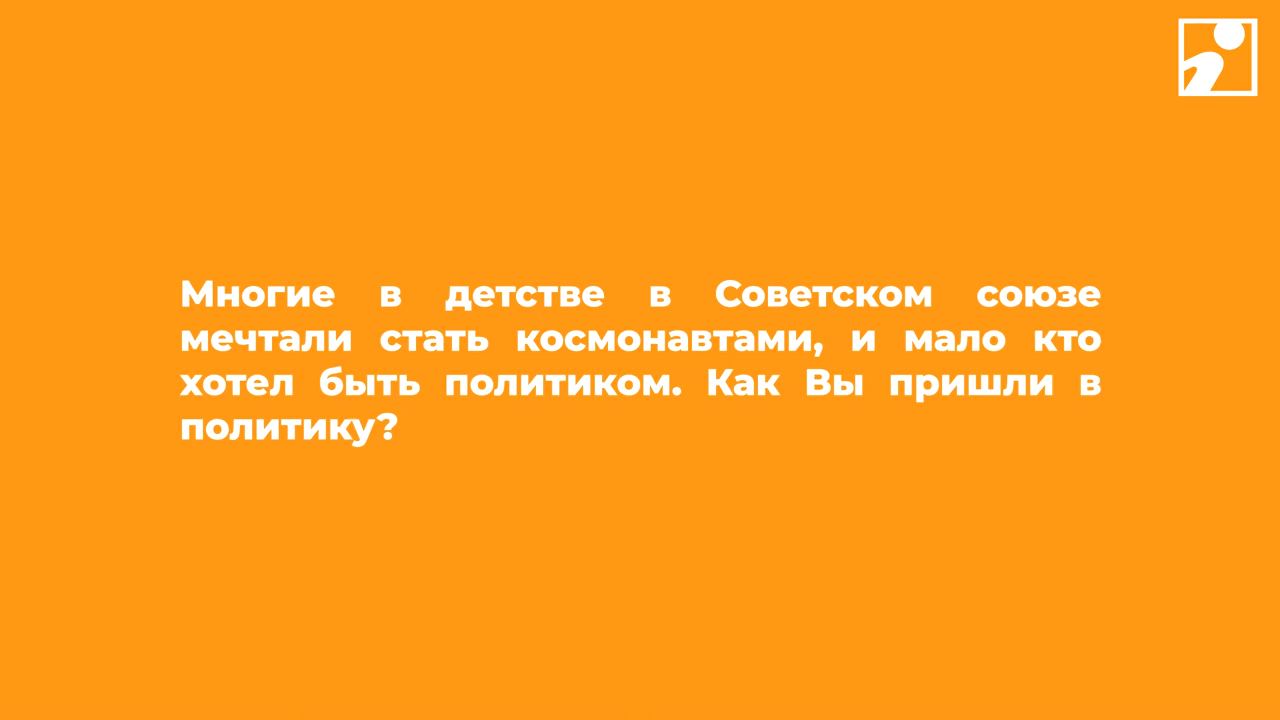 Многие в детстве в Советском союзе
мечтали стать космонавтами, и мало кто
хотел быть политиком. Как Вы пришли в
политику?